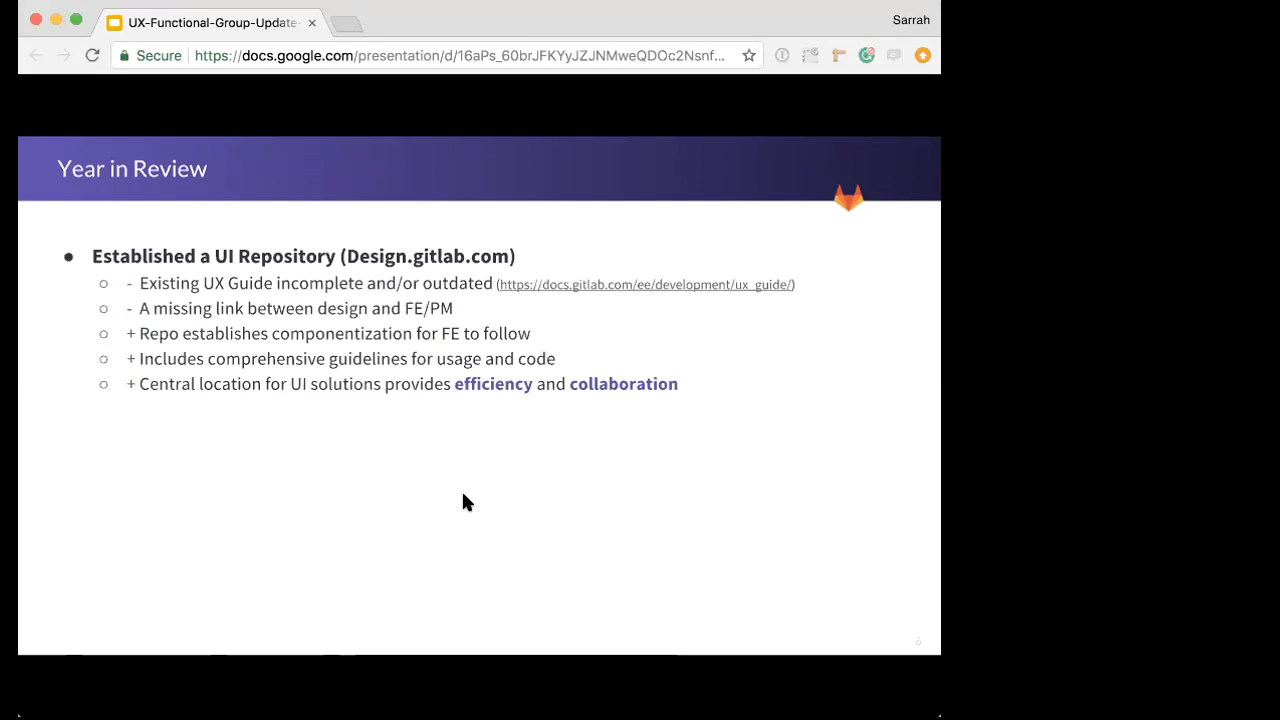 UX-Functional-Group-Update-
Sarrah
Secure
https://docs.google.com/presentation/d/16aPs_60brJFKYyJZJNMweQDOc2Nsnf...
Year in Review
Established a UI Repository (Design.gitlab.com)
- Existing UX Guide incomplete and/or outdated (https://docs.gitlab.com/ee/development/ux_guide/)
- A missing link between design and FE/PM
+ Repo establishes componentization for FE to follow
+ Includes comprehensive guidelines for usage and code
+ Central location for UI solutions provides efficiency and collaboration
6